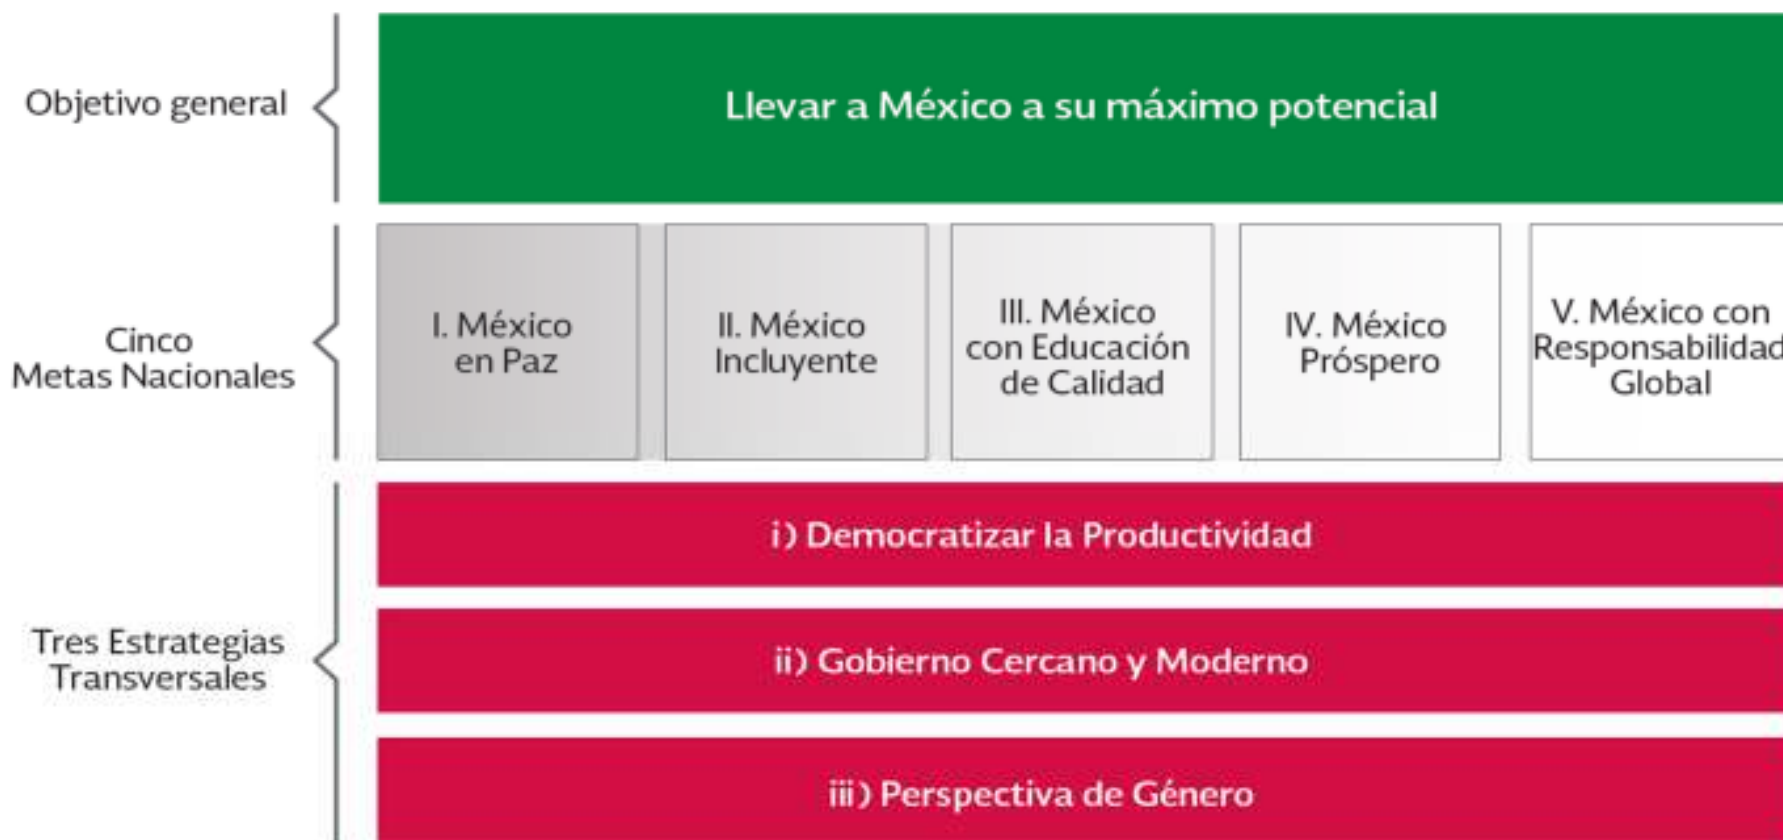 Objetivo general
Llevar a México a su máximo potencial
Cinco
Metas Nacionales
I. México
en Paz
II. México
Incluyente
III. México
con Educación
de Calidad
IV. México
Próspero
V. México con
Responsabilidad
Global
Tres Estrategias
Transversales
i) Democratizar la Productividad
ii) Gobierno Cercano y Moderno
iii) Perspectiva de Género